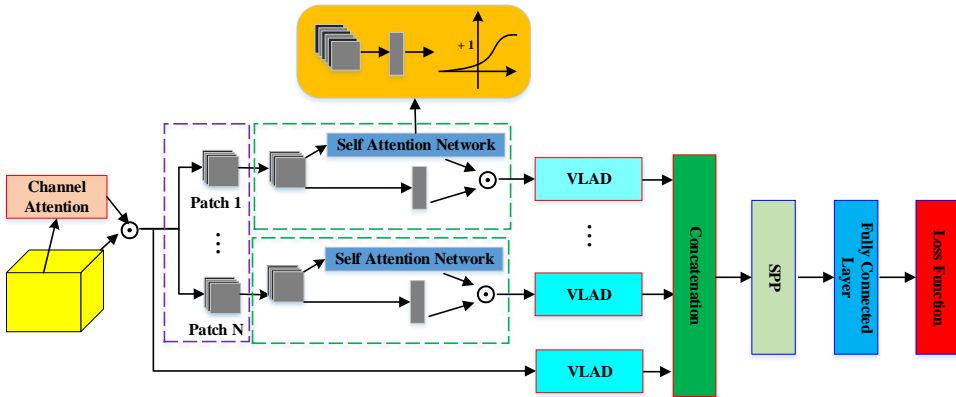 + 1
Self Attention Network
Channel
Attention
Patch 1
VLAD
...
...
Self Attention Network
Patch N
VLAD
VLAD
Concatenation
SPP
Fully Connected
Layer
Loss Function